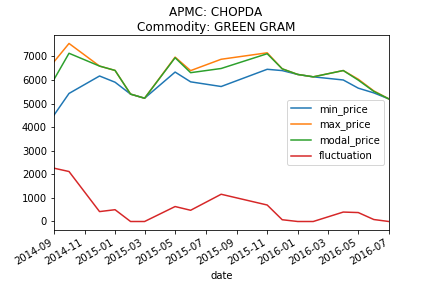 APMC: CHOPDA
Commodity: GREEN GRAM
7000
6000
5000
4000
3000
2000
1000
0
min_price
max_price
modal_price
fluctuation
2014-09
2014-11
2015-01
2015-03
2015-05
2015-07
2015-09
2015-11
2016-01
2016-03
2016-05
2016-07
date